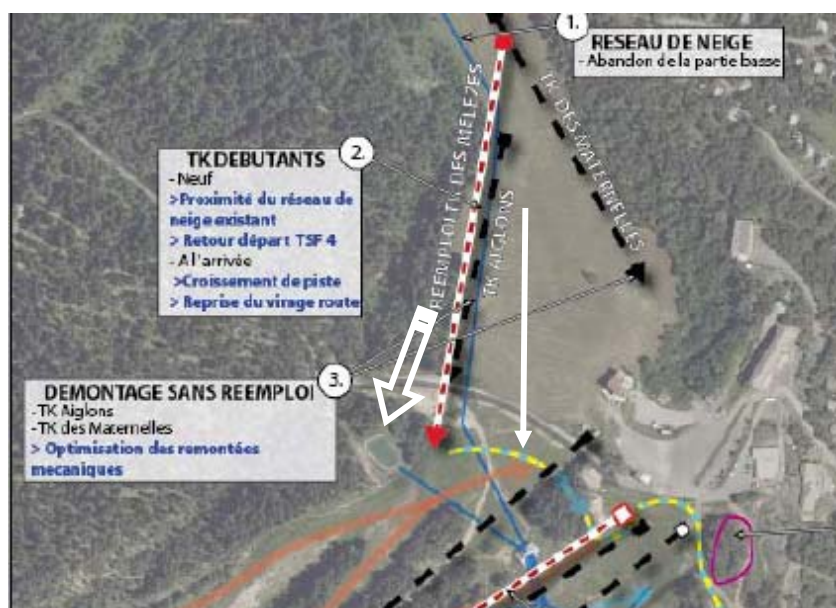 1.
RESEAU DE NEIGE
- Abandon de la partie basse
TK DES MATERNELLES
REEMPLOI TK DES MELEZES
TK AIGLONS
2.
TK DEBUTANTS
- Neuf
> Proximité du réseau de
neige existant
> Retour départ TSF 4
- A l'arrivée
>Croissement de piste
> Reprise du virage route
3.
DEMONTAGE SANS REEMPLOI
- TK Aiglons
- TK des Maternelles
> Optimisation des remontées
mecaniques